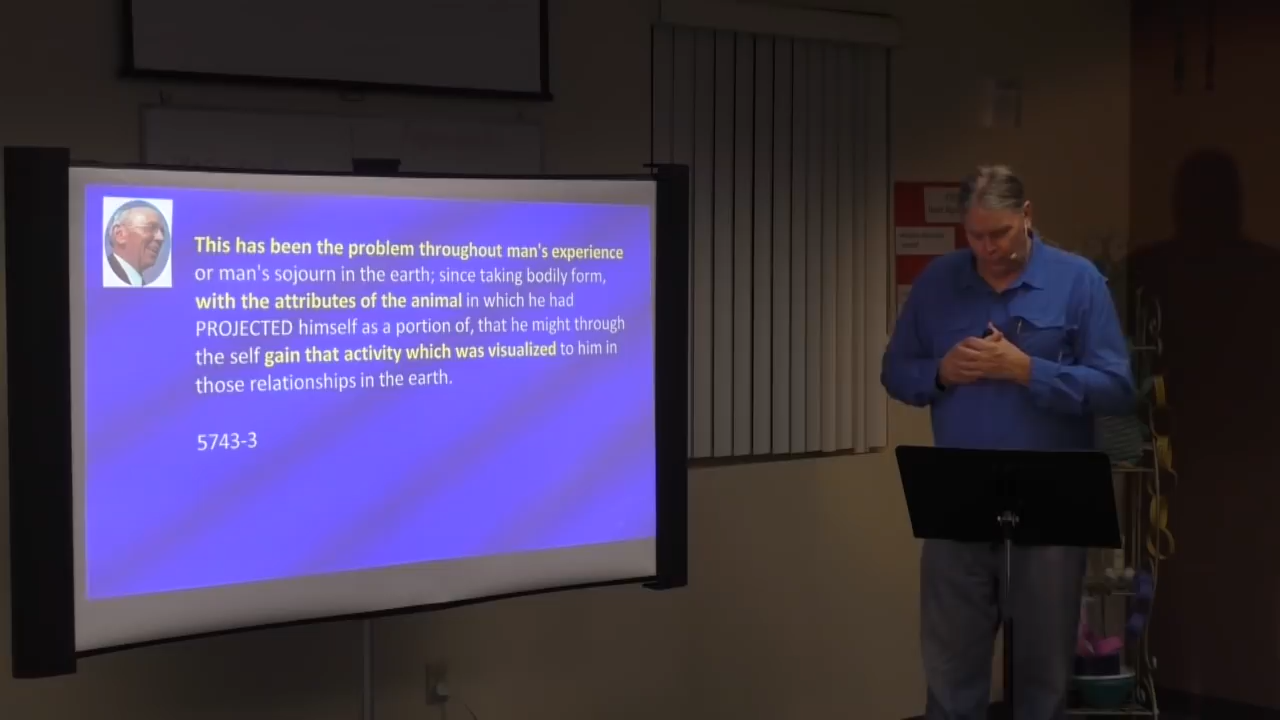 This has been the problem throughout man's experience
or man's sojourn in the earth; since taking bodily form,
with the attributes of the animal in which he had
PROJECTED himself as a portion of, that he might through
the self gain that activity which was visualized to him in
those relationships in the earth.
5743-3